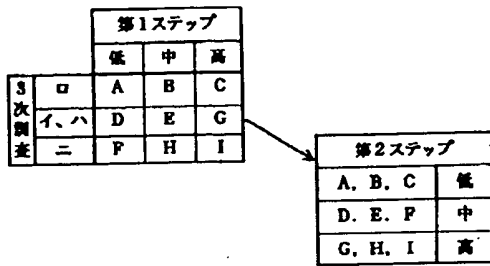 第1ステップ
低 中 高
3次調査
ロ A B C
イ、ハ D E G
ニ F H I
第2ステップ
A, B, C 低
D. E. F 中
G, H, I 高